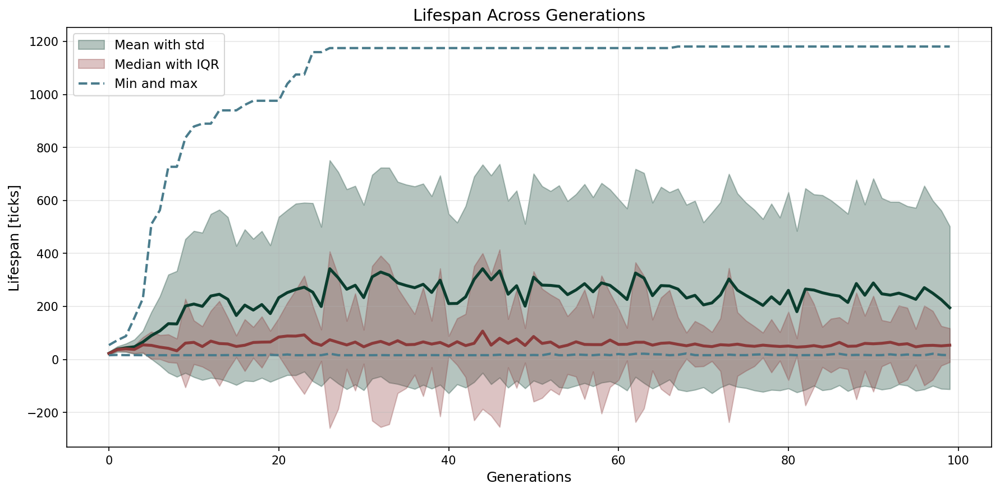 Lifespan Across Generations
Mean with std
Median with IQR
Min and max
Lifespan [ticks]
1200
1000
800
600
400
200
0
−200
0 20 40 60 80 100
Generations